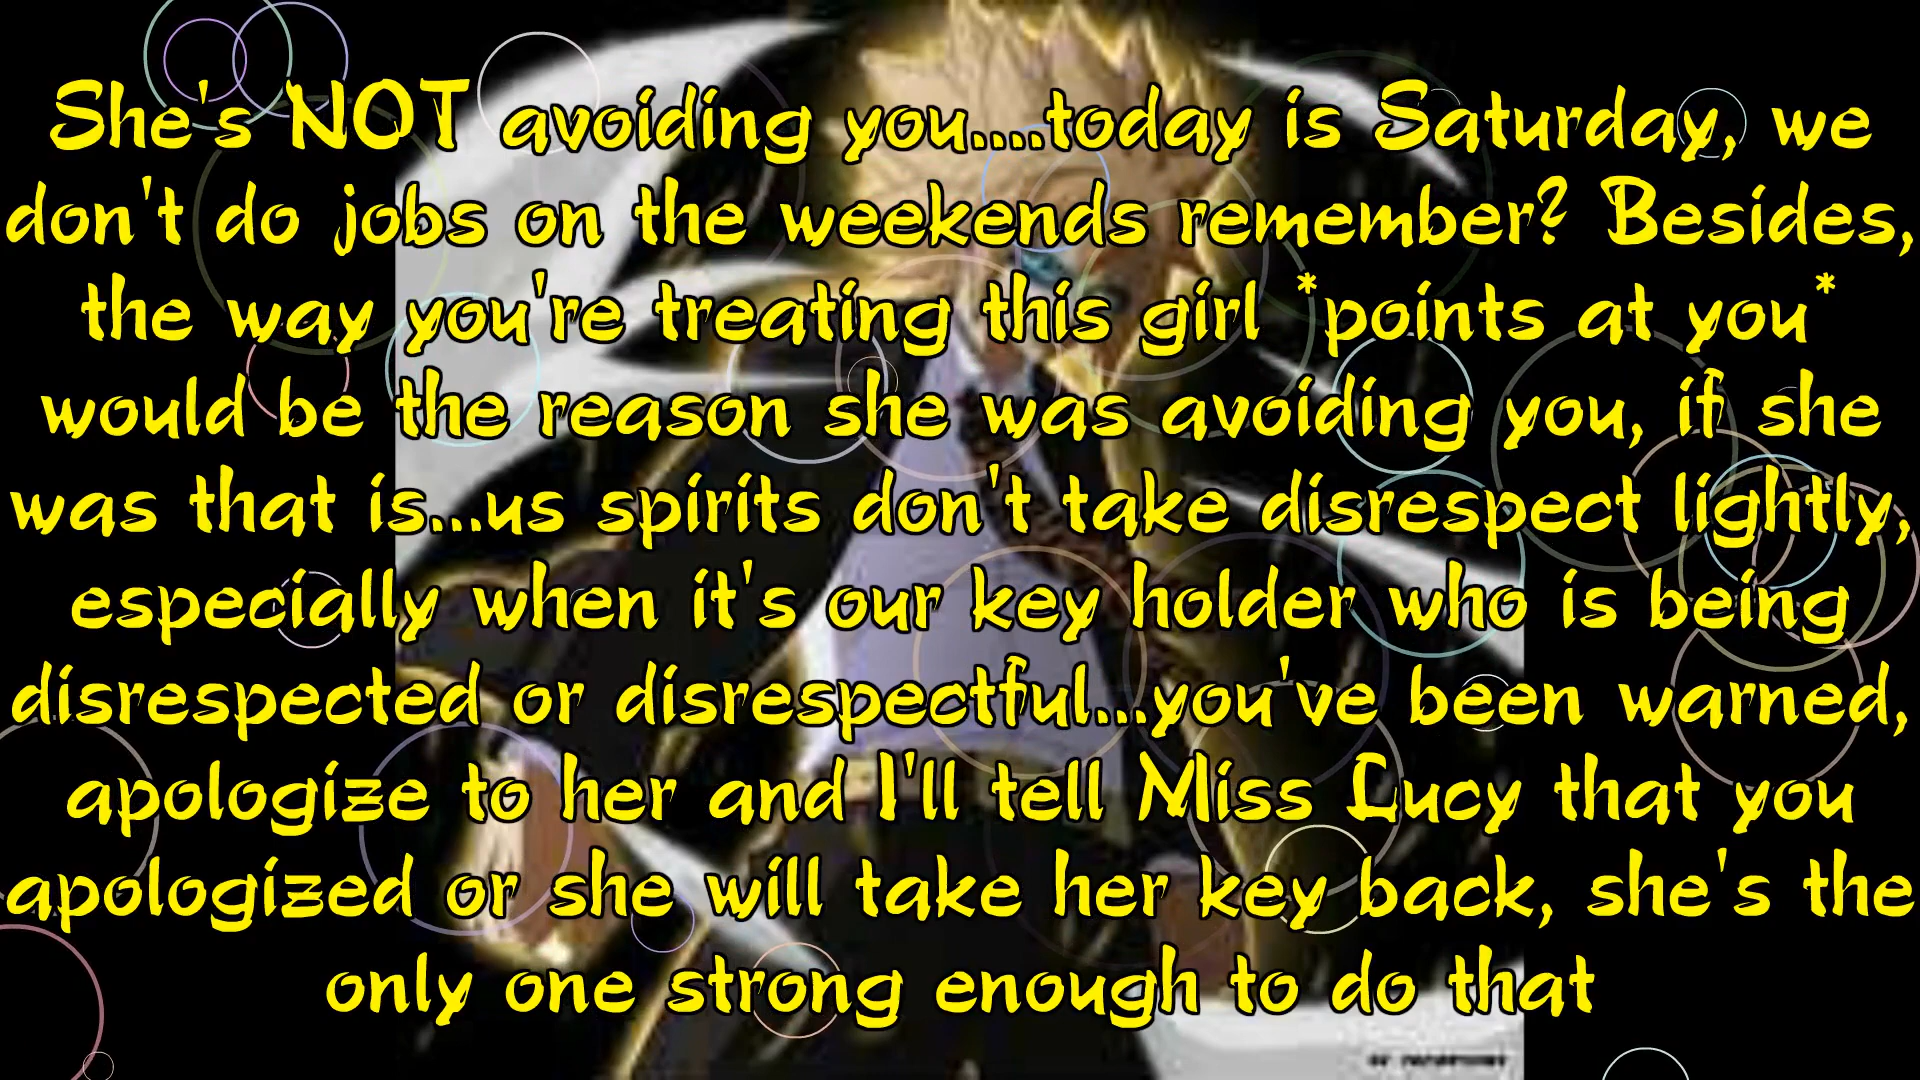 She's NOT avoiding you....today is Saturday, we
don't do jobs on the weekends remember? Besides,
the way you're treating this girl *points at you*
would be the reason she was avoiding you, if she
was that is...us spirits don't take disrespect lightly,
especially when it's our key holder who is being
disrespected or disrespectful...you've been warned,
apologize to her and I'll tell Miss Lucy that you
apologized or she will take her key back, she's the
only one strong enough to do that